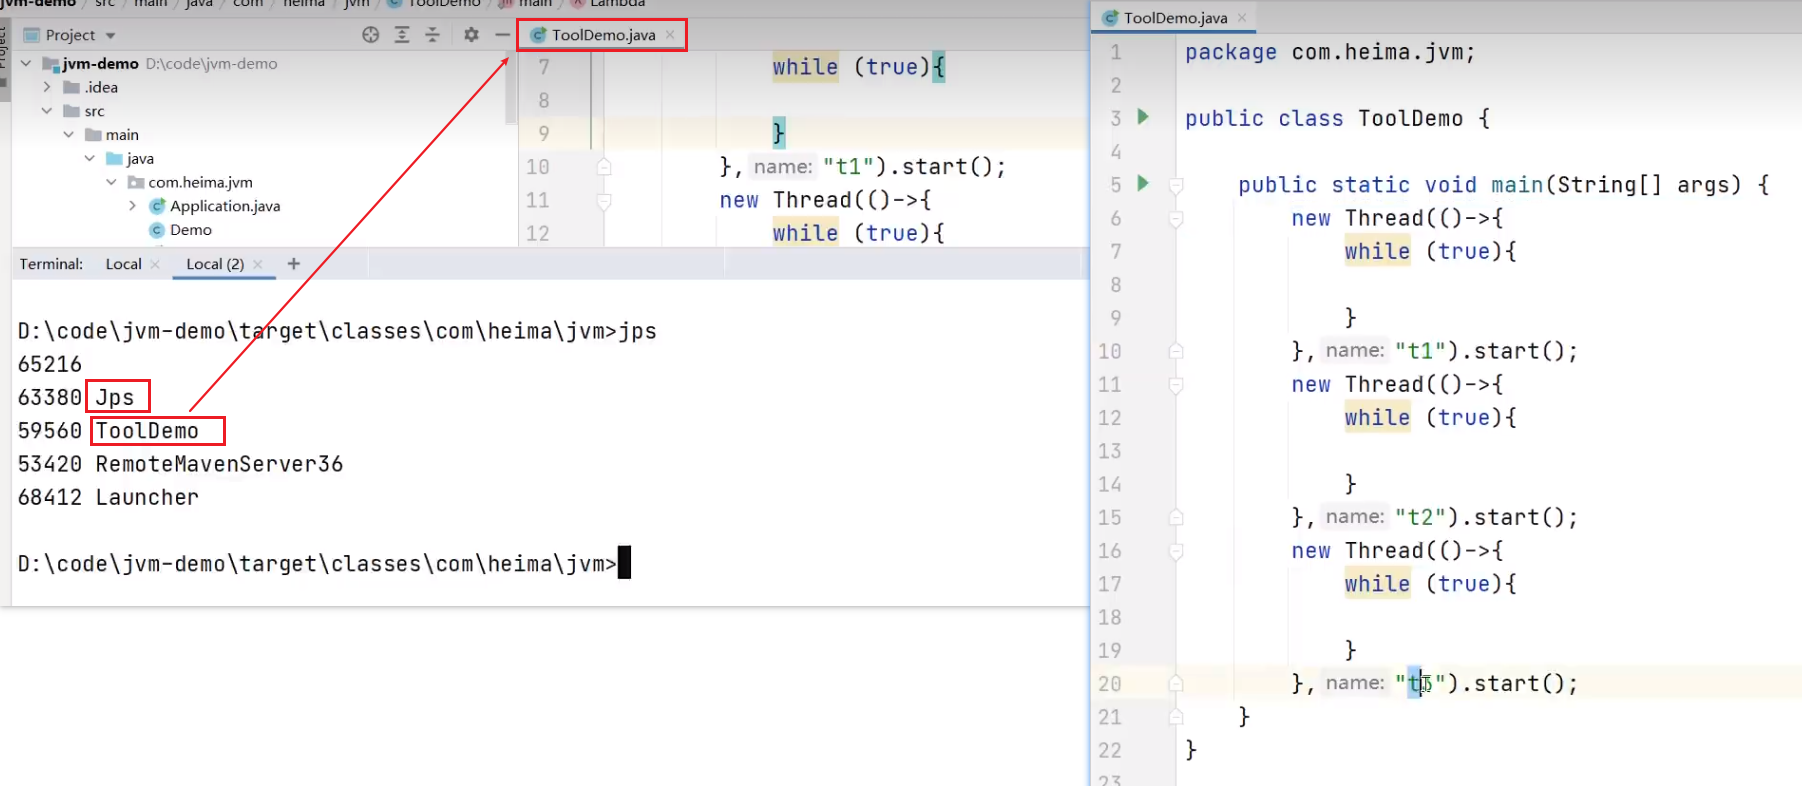 jvm-demo / src / main / java / com / heima / jvm / ToolDemo / main / Lambda
Project
Project
ToolDemo.java
jvm-demo D:\code\jvm-demo
.idea
src
main
java
com.heima.jvm
Application.java
Demo
7 while (true){
8
9 }
10 }, name: "t1").start();
11 new Thread(()->{
12 while (true){
Terminal: Local Local (2) +
D:\code\jvm-demo\target\classes\com\heima\jvm>jps
65216
63380 Jps
59560 ToolDemo
53420 RemoteMavenServer36
68412 Launcher
D:\code\jvm-demo\target\classes\com\heima\jvm>
ToolDemo.java
1 package com.heima.jvm;
2
3 public class ToolDemo {
4
5 public static void main(String[] args) {
6 new Thread(()->{
7 while (true){
8
9 }
10 }, name: "t1").start();
11 new Thread(()->{
12 while (true){
13
14 }
15 }, name: "t2").start();
16 new Thread(()->{
17 while (true){
18
19 }
20 }, name: "t3").start();
21 }
22 }
23